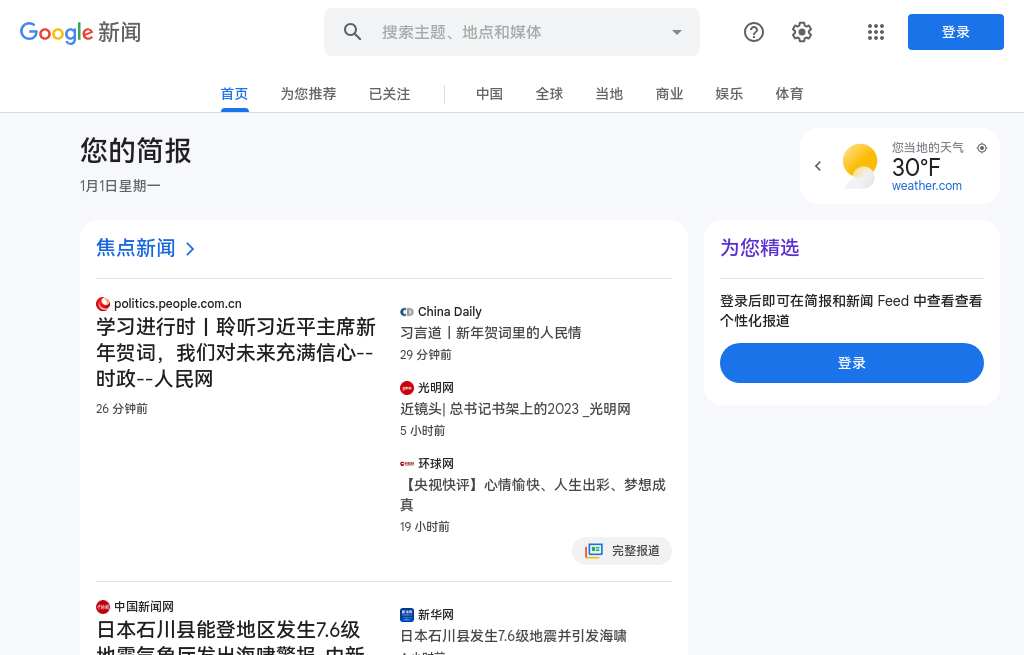 Google 新闻
搜索主题、地点和媒体
登录
首页
为您推荐
已关注
中国
全球
当地
商业
娱乐
体育
您的简报
1月1日星期一
您当地的天气
30°F
weather.com
焦点新闻
politics.people.com.cn
学习进行时丨聆听习近平主席新
年贺词，我们对未来充满信心--
时政--人民网
26 分钟前
China Daily
习言道丨新年贺词里的人民情
29 分钟前
光明网
近镜头| 总书记书架上的2023 _光明网
5 小时前
环球网
【央视快评】心情愉快、人生出彩、梦想成
真
19 小时前
完整报道
为您精选
登录后即可在简报和新闻 Feed 中查看查看
个性化报道
登录
中国新闻网
日本石川县能登地区发生7.6级
地震气象厅发出海啸警报-中新
新华网
日本石川县发生7.6级地震并引发海啸